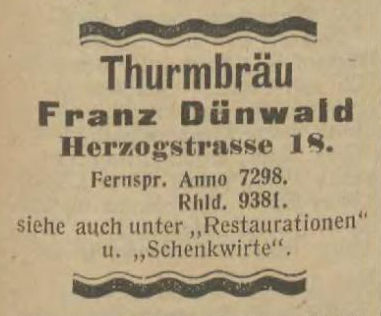 Thurmbräu
Franz Dünwald
Herzogstrasse 18.
Fernspr. Anno 7298.
Rhld. 9381.
siehe auch unter „Restaurationen“
u. „Schenkwirte“.